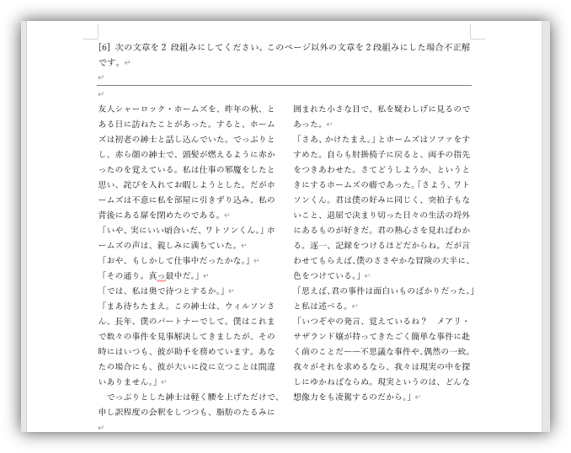 [6] 次の文章を２ 段組みにしてください。このページ以外の文章を２段組みにした場合不正解
です。
友人シャーロック・ホームズを、昨年の秋、と
ある日に訪ねたことがあった。すると、ホーム
ズは初老の紳士と話し込んでいた。でっぷりと
し、赤ら顔の紳士で、頭髪が燃えるように赤か
ったのを覚えている。私は仕事の邪魔をしたと
思い、詫びを入れてお暇しようとした。だがホ
ームズは不意に私を部屋に引きずり込み、私の
背後にある扉を閉めたのである。
「いや、実にいい頃合いだ、ワトソンくん。」ホ
ームズの声は、親しみに満ちていた。
「おや、もしかして仕事中だったかな。」
「その通り。真っ最中だ。」
「では、私は奥で待つとするか。」
「まあ待ちたまえ。この紳士は、ウィルソンさ
ん、長年、僕のパートナーでして。僕はこれま
で数々の事件を見事解決してきましたが、その
時にはいつも、彼が助手を務めています。あな
たの場合にも、彼が大いに役に立つことは間違
いありません。」
　でっぷりとした紳士は軽く腰を上げただけで、
申し訳程度の会釈をしつつも、脂肪のたるみに
囲まれた小さな目で、私を疑わしげに見るので
あった。
「さあ、かけたまえ。」とホームズはソファをす
すめた。自らも肘掛椅子に戻ると、両手の指先
をつきあわせた。さてどうしようか、というと
きにするホームズの癖であった。「さよう、ワト
ソンくん。君は僕の好みに同じく、突拍子もな
いこと、退屈で決まり切った日々の生活の埒外
にあるものが好きだ。君の熱心さを見ればわか
る。逐一、記録をつけるほどだからね。だが言
わせてもらえば、僕のささやかな冒険の大半に、
色をつけている。」
「思えば、君の事件は面白いものばかりだった。」
と私は述べる。
「いつぞやの発言、覚えているね？　メアリ・
サザランド嬢が持ってきたごく簡単な事件に赴
く前のことだ――不思議な事件や、偶然の一致。
我々がそれを求めるなら、我々は現実の中を探
しにゆかねばならぬ。現実というのは、どんな
想像力をも凌駕するのだから。」